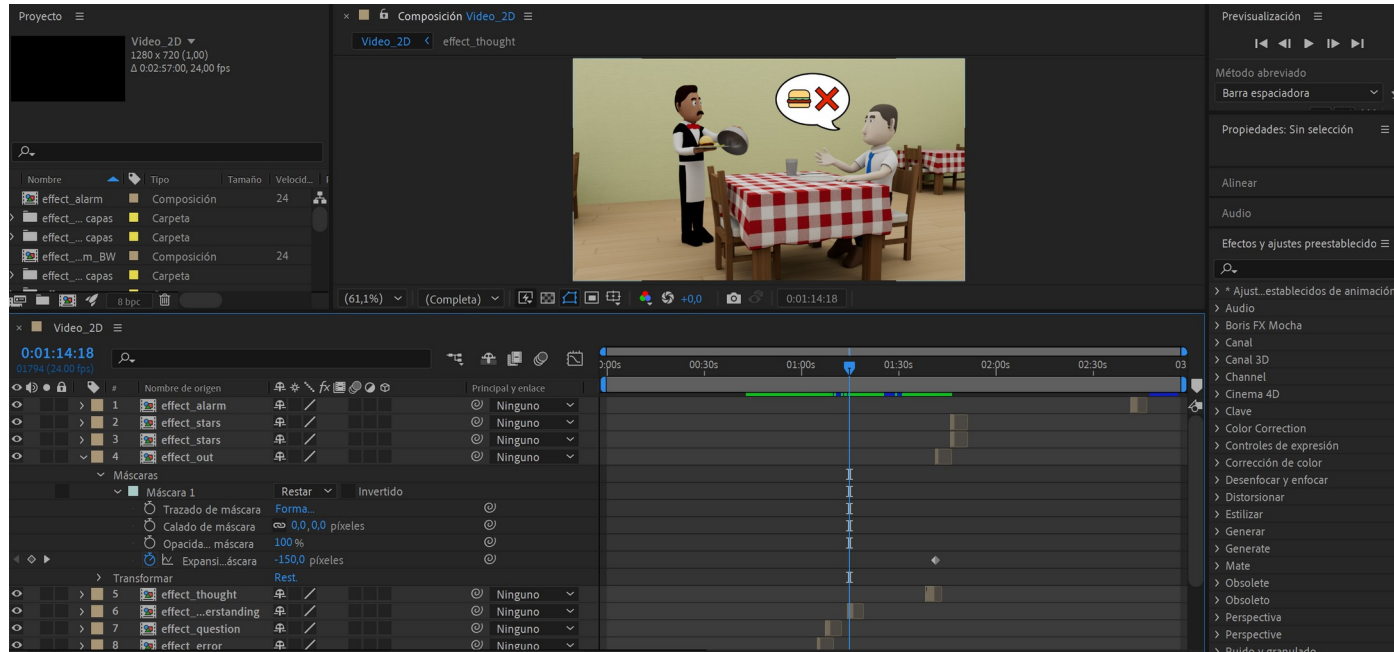 Proyecto
Video_2D
1280 x 720 (1,00)
Δ 0:02:57:00, 24,00 fps
Nombre Tipo Tamaño Velocid...
effect_alarm Composición 24
effect_... capas Carpeta
effect_... capas Carpeta
effect_...m_BW Composición 24
effect_... capas Carpeta
8 bpc
Composición Video_2D
Video_2D effect_thought
(61,1%) (Completa) +0,0 0:01:14:18
Previsualización
Método abreviado
Barra espaciadora
Propiedades: Sin selección
Alinear
Audio
Efectos y ajustes preestablecido
* Ajust...establecidos de animación
Audio
Boris FX Mocha
Canal
Canal 3D
Channel
Cinema 4D
Clave
Color Correction
Controles de expresión
Corrección de color
Desenfocar y enfocar
Distorsionar
Estilizar
Generar
Generate
Mate
Obsolete
Obsoleto
Perspectiva
Perspective
Ruido y granulado
Video_2D
0:01:14:18
01794 (24.00 fps)
:00s 00:30s 01:00s 01:30s 02:00s 02:30s 03
# Nombre de origen fx Principal y enlace
1 effect_alarm Ninguno
2 effect_stars Ninguno
3 effect_stars Ninguno
4 effect_out Ninguno
Máscaras
Máscara 1 Restar Invertido
Trazado de máscara Forma...
Calado de máscara 0,0,0,0 píxeles
Opacida... máscara 100 %
Expansi...áscara -150,0 píxeles
Transformar Rest.
5 effect_thought Ninguno
6 effect_...erstanding Ninguno
7 effect_question Ninguno
8 effect_error Ninguno